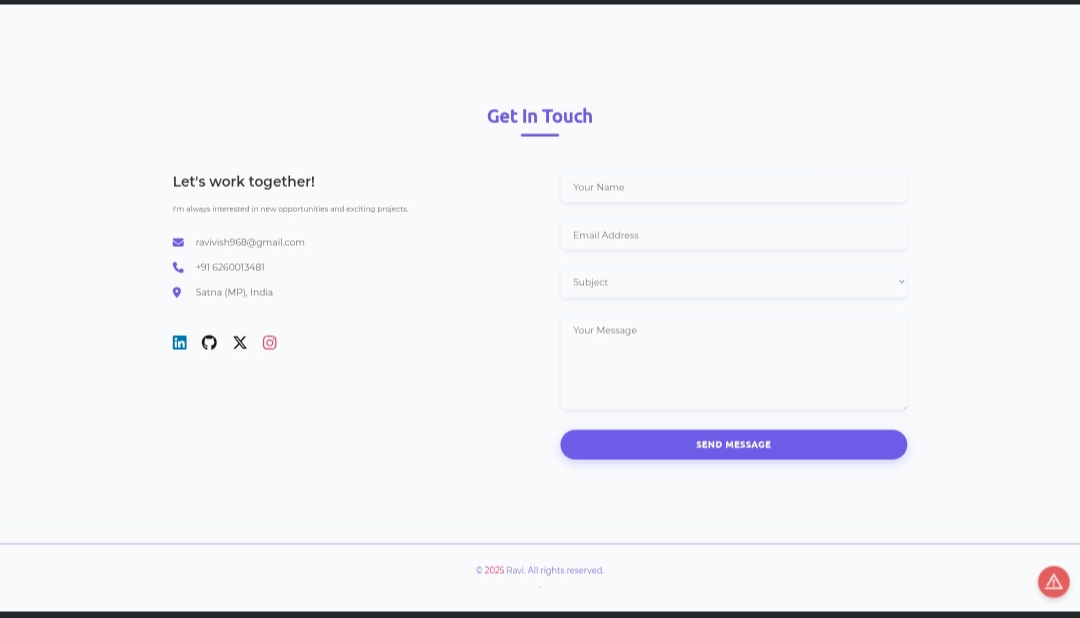 Get In Touch
Let's work together!
I'm always interested in new opportunities and exciting projects.
ravivish968@gmail.com
+91 6260013481
Satna (MP), India
in
Your Name
Email Address
Subject
Your Message
SEND MESSAGE
© 2025 Ravi. All rights reserved.
.